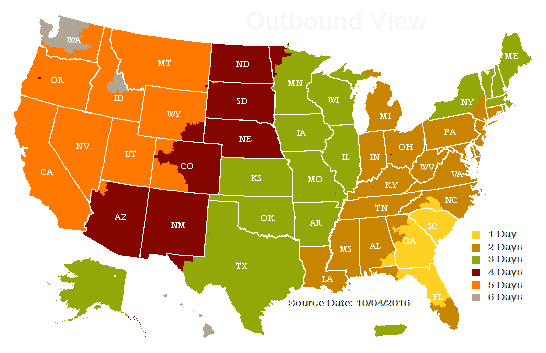 Outbound View
WA
ME
MT
ND
OR
MN
ID
SD
WI
NY
WY
MI
IA
PA
NE
NV
OH
IL
IN
UT
CO
WV
VA
CA
KS
MO
KY
NC
TN
OK
AR
SC
AZ
NM
MS
AL
GA
TX
LA
FL
1 Day
2 Days
3 Days
4 Days
5 Days
6 Days
Source Date: 10/04/2016